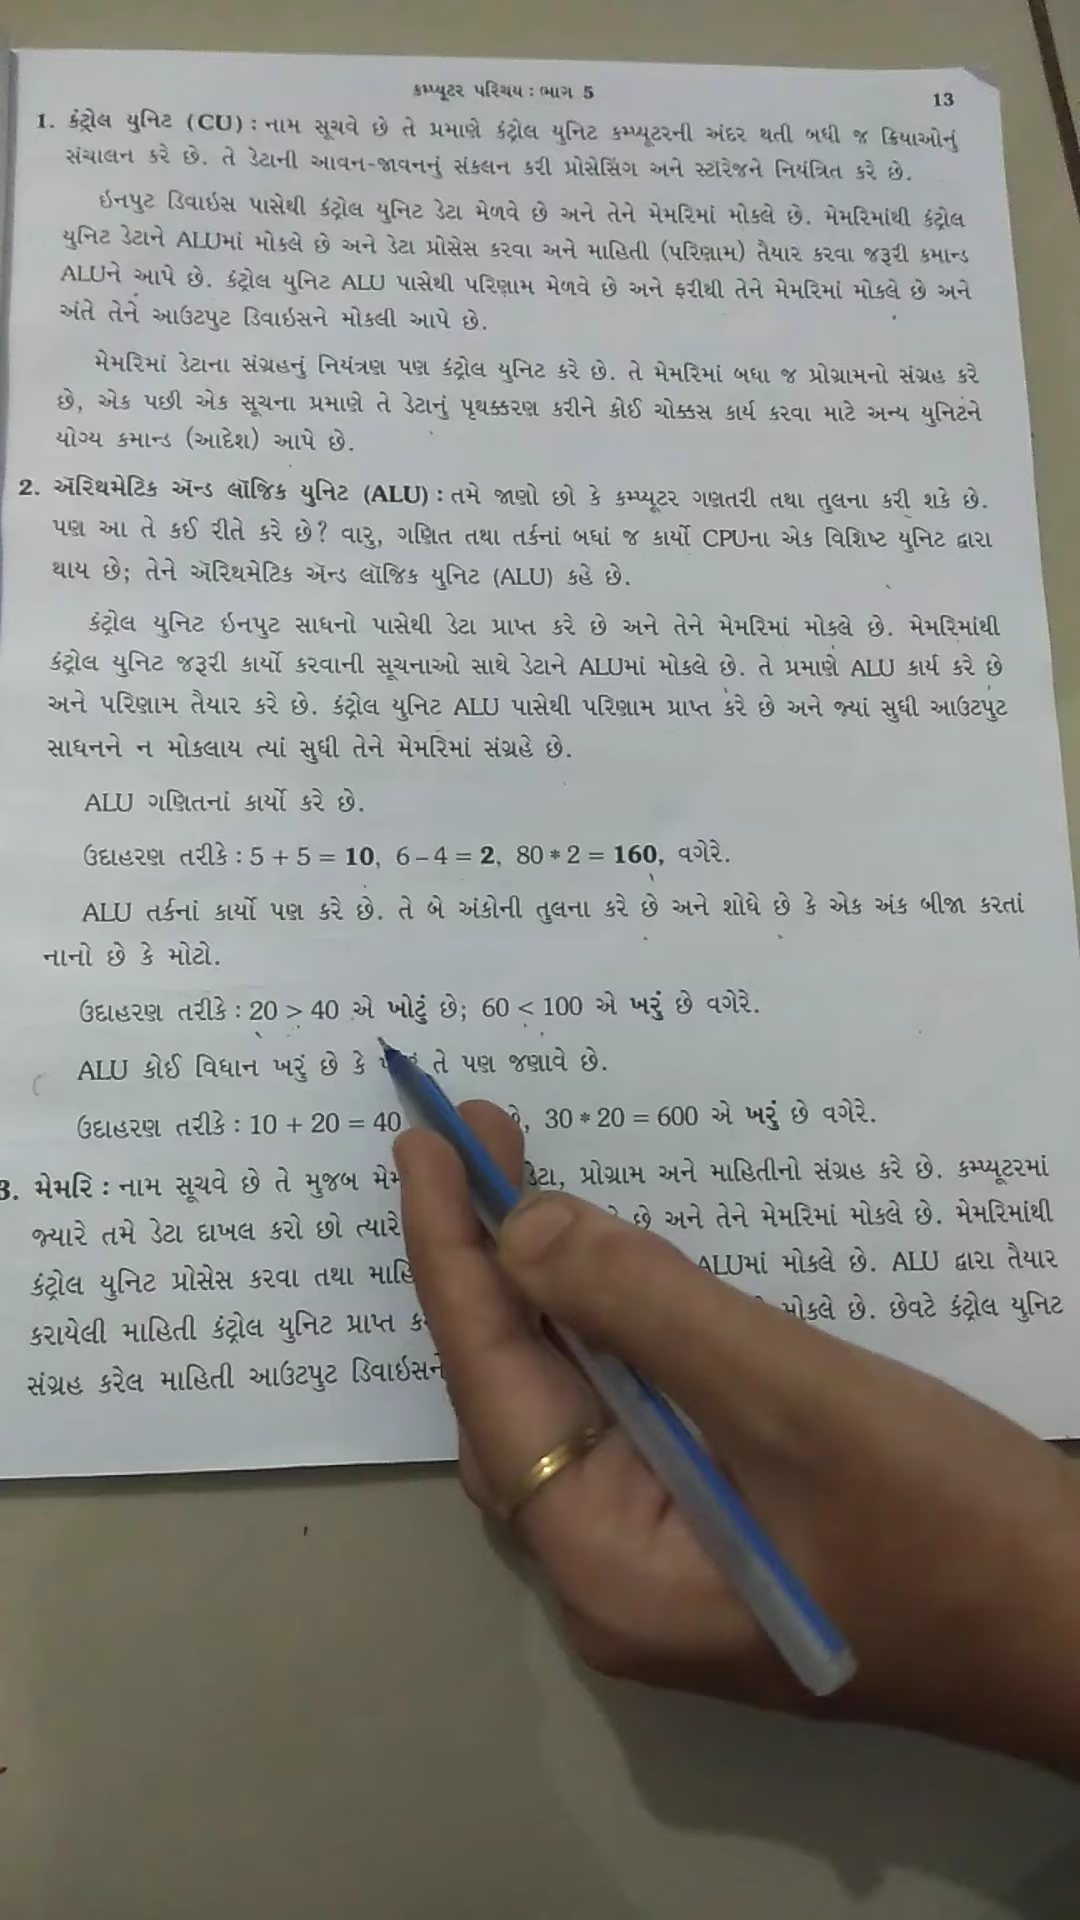 કમ્પ્યૂટર પરિચય : ભાગ 5
13
1. કંટ્રોલ યુનિટ (CU) : નામ સૂચવે છે તે પ્રમાણે કંટ્રોલ યુનિટ કમ્પ્યૂટરની અંદર થતી બધી જ ક્રિયાઓનું
સંચાલન કરે છે. તે ડેટાની આવન-જાવનનું સંકલન કરી પ્રોસેસિંગ અને સ્ટૉરેજને નિયંત્રિત કરે છે.
ઇનપુટ ડિવાઇસ પાસેથી કંટ્રોલ યુનિટ ડેટા મેળવે છે અને તેને મેમરિમાં મોકલે છે. મેમરિમાંથી કંટ્રોલ
યુનિટ ડેટાને ALUમાં મોકલે છે અને ડેટા પ્રોસેસ કરવા અને માહિતી (પરિણામ) તૈયાર કરવા જરૂરી કમાન્ડ
ALUને આપે છે. કંટ્રોલ યુનિટ ALU પાસેથી પરિણામ મેળવે છે અને ફરીથી તેને મેમરિમાં મોકલે છે અને
અંતે તેને આઉટપુટ ડિવાઇસને મોકલી આપે છે.
મેમરિમાં ડેટાના સંગ્રહનું નિયંત્રણ પણ કંટ્રોલ યુનિટ કરે છે. તે મેમરિમાં બધા જ પ્રોગ્રામનો સંગ્રહ કરે
છે, એક પછી એક સૂચના પ્રમાણે તે ડેટાનું પૃથક્કરણ કરીને કોઈ ચોક્કસ કાર્ય કરવા માટે અન્ય યુનિટને
યોગ્ય કમાન્ડ (આદેશ) આપે છે.
2. ઍરિથમેટિક ઍન્ડ લૉજિક યુનિટ (ALU) : તમે જાણો છો કે કમ્પ્યૂટર ગણતરી તથા તુલના કરી શકે છે.
પણ આ તે કઈ રીતે કરે છે? વારુ, ગણિત તથા તર્કનાં બધાં જ કાર્યો CPUના એક વિશિષ્ટ યુનિટ દ્વારા
થાય છે; તેને ઍરિથમેટિક ઍન્ડ લૉજિક યુનિટ (ALU) કહે છે.
કંટ્રોલ યુનિટ ઇનપુટ સાધનો પાસેથી ડેટા પ્રાપ્ત કરે છે અને તેને મેમરિમાં મોકલે છે. મેમરિમાંથી
કંટ્રોલ યુનિટ જરૂરી કાર્યો કરવાની સૂચનાઓ સાથે ડેટાને ALUમાં મોકલે છે. તે પ્રમાણે ALU કાર્ય કરે છે
અને પરિણામ તૈયાર કરે છે. કંટ્રોલ યુનિટ ALU પાસેથી પરિણામ પ્રાપ્ત કરે છે અને જ્યાં સુધી આઉટપુટ
સાધનને ન મોકલાય ત્યાં સુધી તેને મેમરિમાં સંગ્રહે છે.
ALU ગણિતનાં કાર્યો કરે છે.
ઉદાહરણ તરીકે : 5 + 5 = 10, 6 – 4 = 2, 80 * 2 = 160, વગેરે.
ALU તર્કનાં કાર્યો પણ કરે છે. તે બે અંકોની તુલના કરે છે અને શોધે છે કે એક અંક બીજા કરતાં
નાનો છે કે મોટો.
ઉદાહરણ તરીકે : 20 > 40 એ ખોટું છે; 60 < 100 એ ખરું છે વગેરે.
ALU કોઈ વિધાન ખરું છે કે તે પણ જણાવે છે.
ઉદાહરણ તરીકે : 10 + 20 = 40 છે, 30 * 20 = 600 એ ખરું છે વગેરે.
3. મેમરિ : નામ સૂચવે છે તે મુજબ ડેટા, પ્રોગ્રામ અને માહિતીનો સંગ્રહ કરે છે. કમ્પ્યૂટરમાં
જ્યારે તમે ડેટા દાખલ કરો છો ત્યારે છે અને તેને મેમરિમાં મોકલે છે. મેમરિમાંથી
કંટ્રોલ યુનિટ પ્રોસેસ કરવા તથા ALUમાં મોકલે છે. ALU દ્વારા તૈયાર
કરાયેલી માહિતી કંટ્રોલ યુનિટ પ્રાપ્ત મોકલે છે. છેવટે કંટ્રોલ યુનિટ
સંગ્રહ કરેલ માહિતી આઉટપુટ ડિવાઇસને